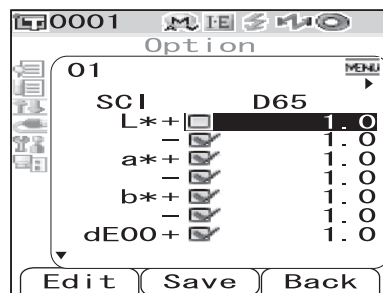 0001 M I·E
Option
01 MENU
SCI D65
L*+ 1.0
- 1.0
a*+ 1.0
- 1.0
b*+ 1.0
- 1.0
dE00+ 1.0
Edit Save Back